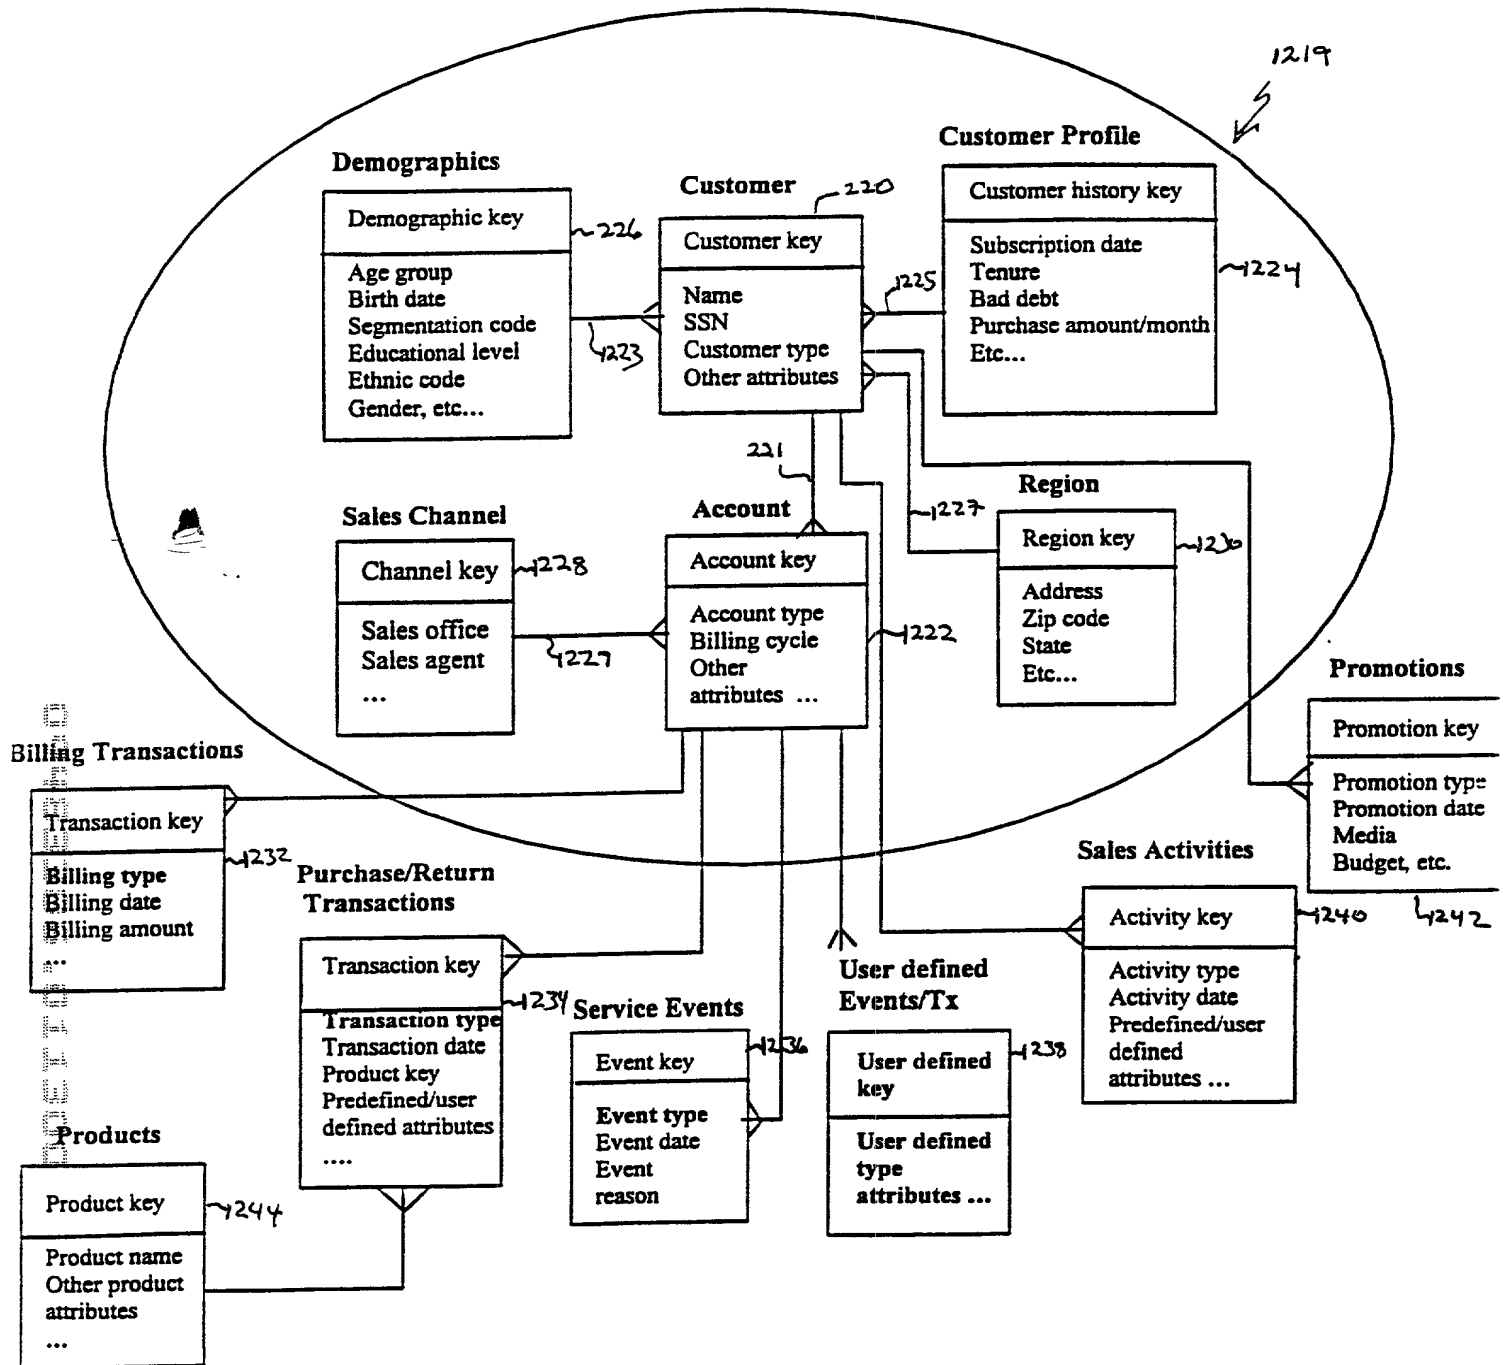 1219
Customer Profile
Customer history key
Subscription date
Tenure
Bad debt
Purchase amount/month
Etc...
1224
Demographics
Demographic key
226
Age group
Birth date
Segmentation code
Educational level
Ethnic code
Gender, etc...
1223
Customer
220
Customer key
Name
SSN
Customer type
Other attributes
1225
221
1227
Region
Region key
1230
Address
Zip code
State
Etc...
Sales Channel
Channel key
1228
Sales office
Sales agent
...
1229
Account
Account key
Account type
Billing cycle
Other
attributes ...
1222
Promotions
Promotion key
Promotion type
Promotion date
Media
Budget, etc.
1242
Billing Transactions
Transaction key
1232
Billing type
Billing date
Billing amount
...
Purchase/Return
Transactions
Transaction key
1234
Transaction type
Transaction date
Product key
Predefined/user
defined attributes
....
Service Events
Event key
1236
Event type
Event date
Event
reason
User defined
Events/Tx
User defined
key
1238
User defined
type
attributes ...
Sales Activities
Activity key
1240
Activity type
Activity date
Predefined/user
defined
attributes ...
Products
Product key
1244
Product name
Other product
attributes
...